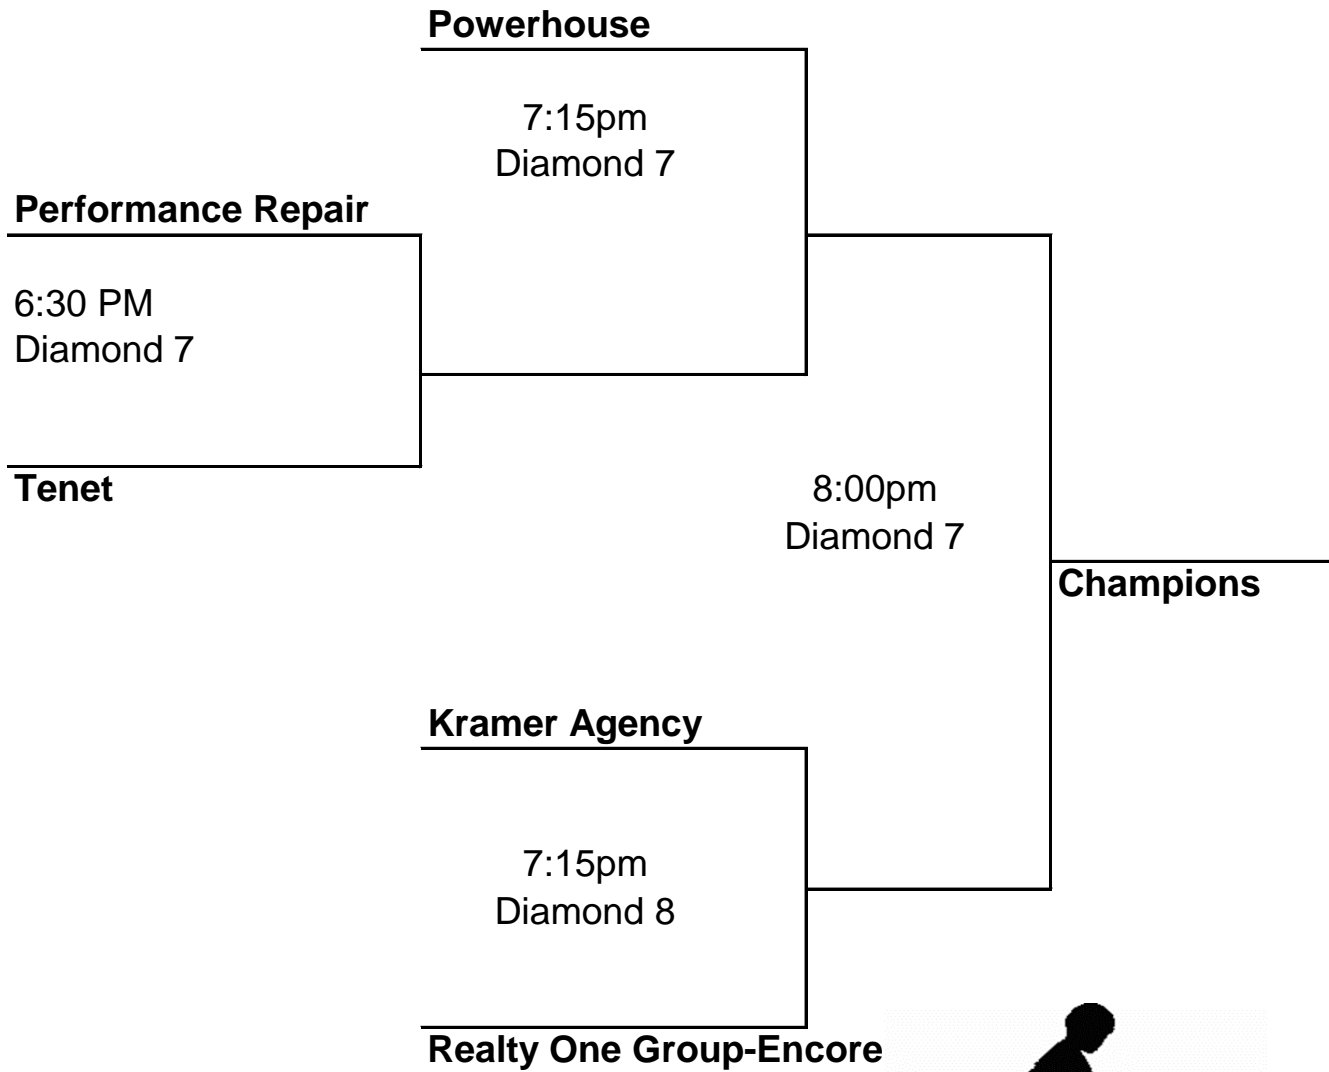 Powerhouse
7:15pm
Diamond 7
Performance Repair
6:30 PM
Diamond 7
Tenet
8:00pm
Diamond 7
Champions
Kramer Agency
7:15pm
Diamond 8
Realty One Group-Encore